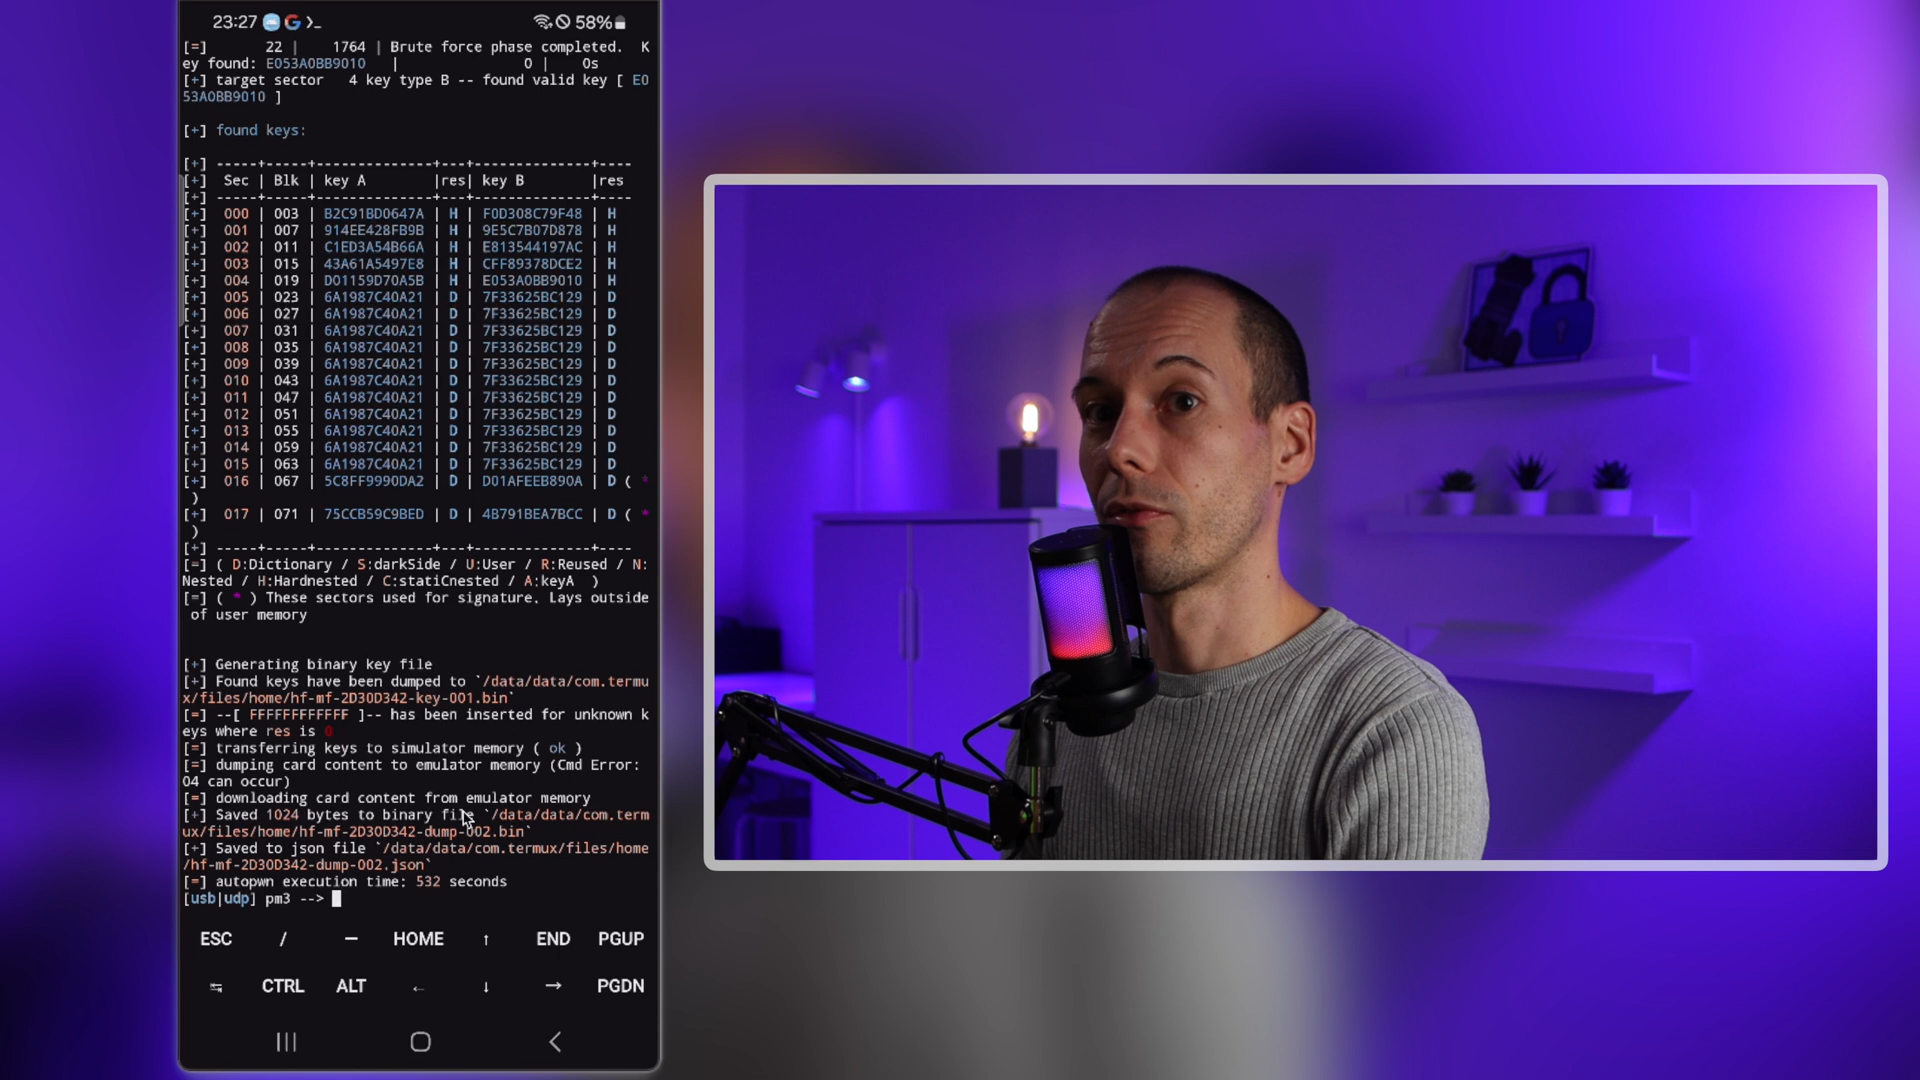 23:27 58%
[=] 22 | 1764 | Brute force phase completed. K
ey found: E053A0BB9010 | 0 | 0s
[+] target sector 4 key type B -- found valid key [ E0
53A0BB9010 ]
[+] found keys:
[+] -----+-----+--------------+---+--------------+----
[+] Sec | Blk | key A |res| key B |res
[+] -----+-----+--------------+---+--------------+----
[+] 000 | 003 | B2C91BD0647A | H | F0D308C79F48 | H
[+] 001 | 007 | 914EE428FB9B | H | 9E5C7B07D878 | H
[+] 002 | 011 | C1ED3A54B66A | H | E813544197AC | H
[+] 003 | 015 | 43A61A5497E8 | H | CFF89378DCE2 | H
[+] 004 | 019 | D01159D70A5B | H | E053A0BB9010 | H
[+] 005 | 023 | 6A1987C40A21 | D | 7F33625BC129 | D
[+] 006 | 027 | 6A1987C40A21 | D | 7F33625BC129 | D
[+] 007 | 031 | 6A1987C40A21 | D | 7F33625BC129 | D
[+] 008 | 035 | 6A1987C40A21 | D | 7F33625BC129 | D
[+] 009 | 039 | 6A1987C40A21 | D | 7F33625BC129 | D
[+] 010 | 043 | 6A1987C40A21 | D | 7F33625BC129 | D
[+] 011 | 047 | 6A1987C40A21 | D | 7F33625BC129 | D
[+] 012 | 051 | 6A1987C40A21 | D | 7F33625BC129 | D
[+] 013 | 055 | 6A1987C40A21 | D | 7F33625BC129 | D
[+] 014 | 059 | 6A1987C40A21 | D | 7F33625BC129 | D
[+] 015 | 063 | 6A1987C40A21 | D | 7F33625BC129 | D
[+] 016 | 067 | 5C8FF9990DA2 | D | D01AFEEB890A | D ( *
)
[+] 017 | 071 | 75CCB59C9BED | D | 4B791BEA7BCC | D ( *
)
[+] -----+-----+--------------+---+--------------+----
[=] ( D:Dictionary / S:darkSide / U:User / R:Reused / N:
Nested / H:Hardnested / C:statiCnested / A:keyA )
[=] ( * ) These sectors used for signature. Lays outside
of user memory
[+] Generating binary key file
[+] Found keys have been dumped to `/data/data/com.termu
x/files/home/hf-mf-2D30D342-key-001.bin`
[=] --[ FFFFFFFFFFFF ]-- has been inserted for unknown k
eys where res is 0
[=] transferring keys to simulator memory ( ok )
[=] dumping card content to emulator memory (Cmd Error:
04 can occur)
[=] downloading card content from emulator memory
[+] Saved 1024 bytes to binary file `/data/data/com.term
ux/files/home/hf-mf-2D30D342-dump-002.bin`
[+] Saved to json file `/data/data/com.termux/files/home
/hf-mf-2D30D342-dump-002.json`
[=] autopwn execution time: 532 seconds
[usb|udp] pm3 -->
ESC / — HOME ↑ END PGUP
↹ CTRL ALT ← ↓ → PGDN